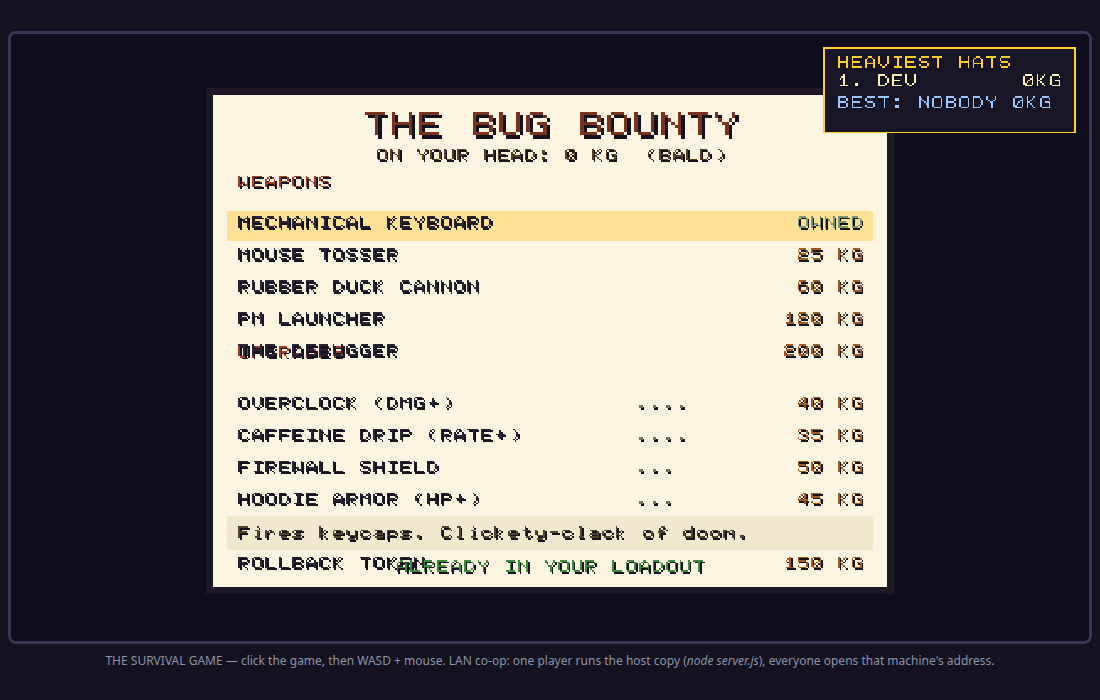 HEAVIEST HATS
1. DEV 0KG
BEST: NOBODY 0KG
THE BUG BOUNTY
ON YOUR HEAD: 0 KG (BALD)
WEAPONS
MECHANICAL KEYBOARD OWNED
MOUSE TOSSER 25 KG
RUBBER DUCK CANNON 60 KG
PM LAUNCHER 120 KG
THE DEBUGGER 200 KG
OVERCLOCK (DMG+) .... 40 KG
CAFFEINE DRIP (RATE+) .... 35 KG
FIREWALL SHIELD ... 50 KG
HOODIE ARMOR (HP+) ... 45 KG
Fires keycaps. Clickety-clack of doom.
ROLLBACK TOKEN 150 KG
ALREADY IN YOUR LOADOUT
THE SURVIVAL GAME — click the game, then WASD + mouse. LAN co-op: one player runs the host copy (node server.js), everyone opens that machine's address.